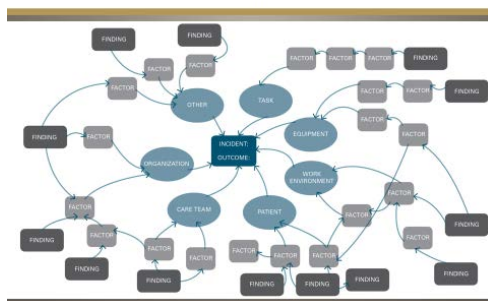 FINDING
FINDING
FACTOR
FACTOR
FACTOR
FACTOR
FACTOR
FACTOR
FINDING
FACTOR
OTHER
TASK
FACTOR
FACTOR
FINDING
FINDING
FACTOR
EQUIPMENT
FACTOR
FACTOR
INCIDENT:
OUTCOME:
ORGANIZATION
WORK
ENVIRONMENT
FACTOR
FACTOR
CARE TEAM
PATIENT
FACTOR
FINDING
FINDING
FACTOR
FACTOR
FACTOR
FACTOR
FACTOR
FACTOR
FACTOR
FINDING
FACTOR
FINDING
FINDING
FINDING
FINDING
FINDING